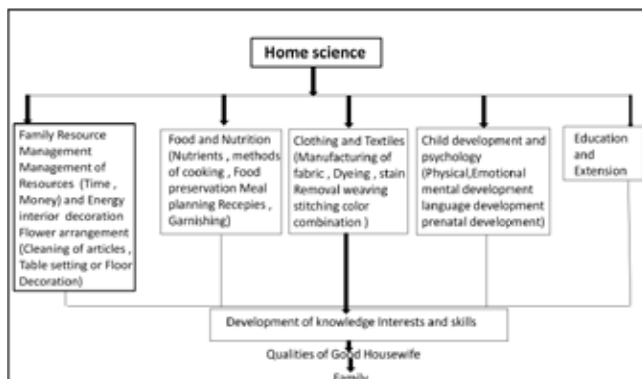 Home science
Family Resource
Management
Management of
Resources (Time ,
Money) and Energy
interior decoration
Flower arrangement
(Cleaning of articles ,
Table setting or Floor
Decoration)
Food and Nutrition
(Nutrients , methods
of cooking , Food
preservation Meal
planning Recepies ,
Garnishing)
Clothing and Textiles
(Manufacturing of
fabric , Dyeing , stain
Removal weaving
stitching color
combination )
Child development and
psychology
(Physical,Emotional
mental development
language development
prenatal development)
Education
and
Extension
Development of knowledge Interests and skills
Qualities of Good Housewife
Family